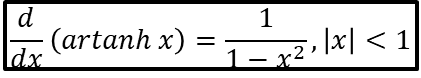 d/dx (artanh x) = 1/(1 − x²), |x| < 1